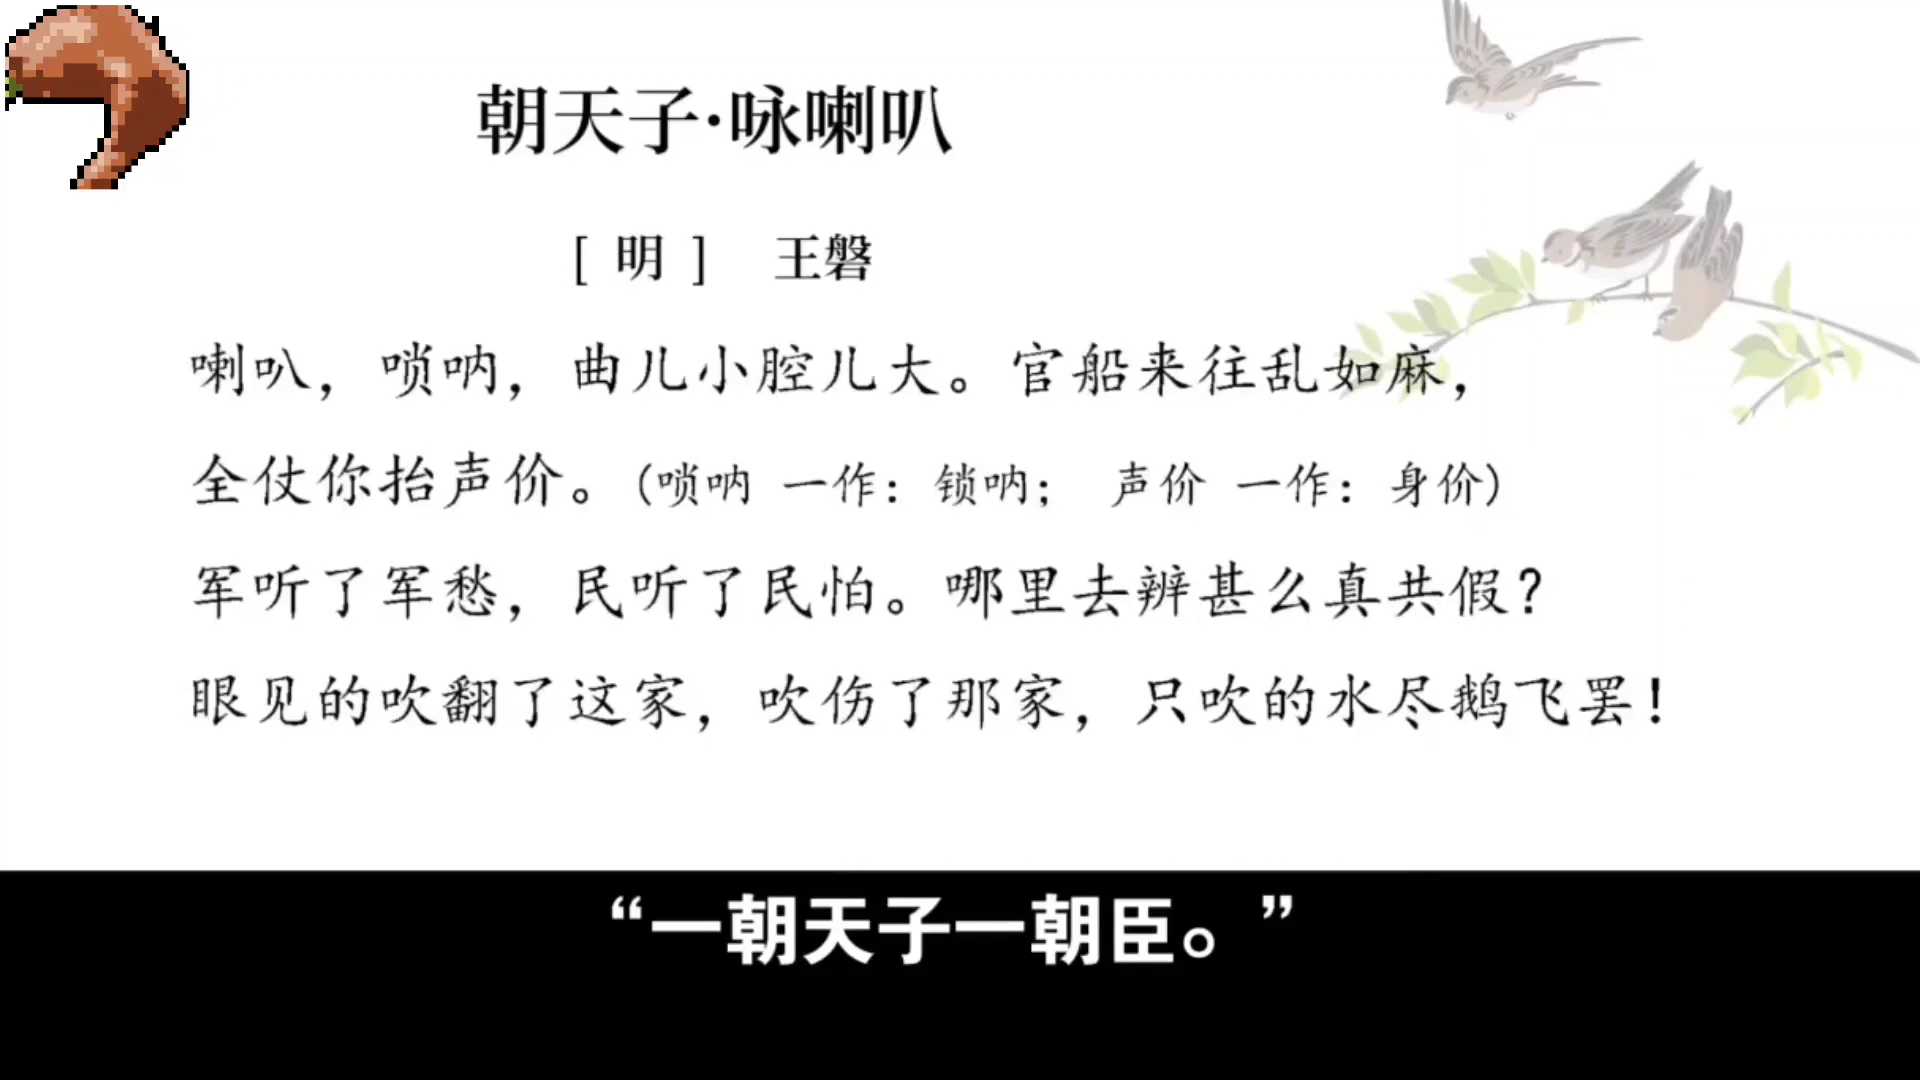 朝天子·咏喇叭
[ 明 ] 王磐
喇叭，唢呐，曲儿小腔儿大。官船来往乱如麻，
全仗你抬声价。(唢呐 一作：锁呐； 声价 一作：身价)
军听了军愁，民听了民怕。哪里去辨甚么真共假？
眼见的吹翻了这家，吹伤了那家，只吹的水尽鹅飞罢！
“一朝天子一朝臣。”